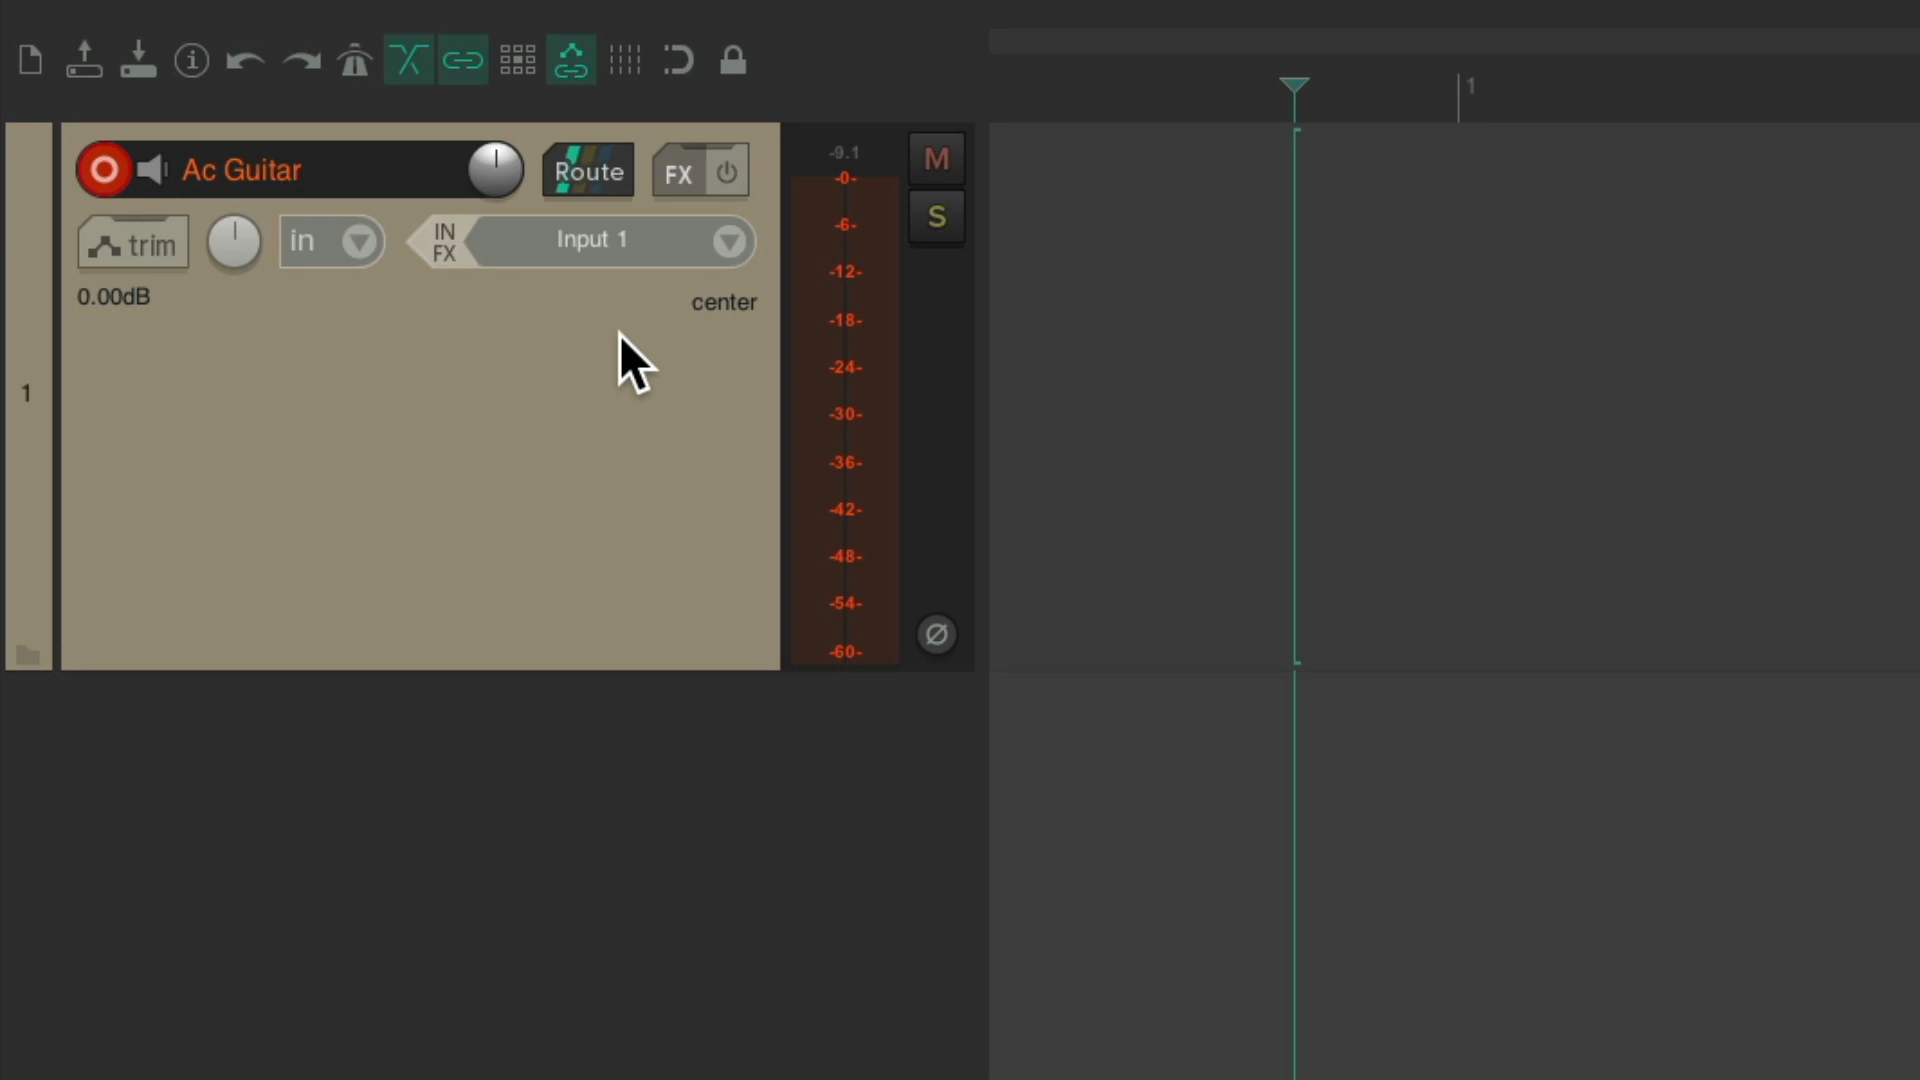 1
Ac Guitar
Route
FX
trim
in
IN
FX
Input 1
0.00dB
center
1
-9.1
-0-
-6-
-12-
-18-
-24-
-30-
-36-
-42-
-48-
-54-
-60-
M
S